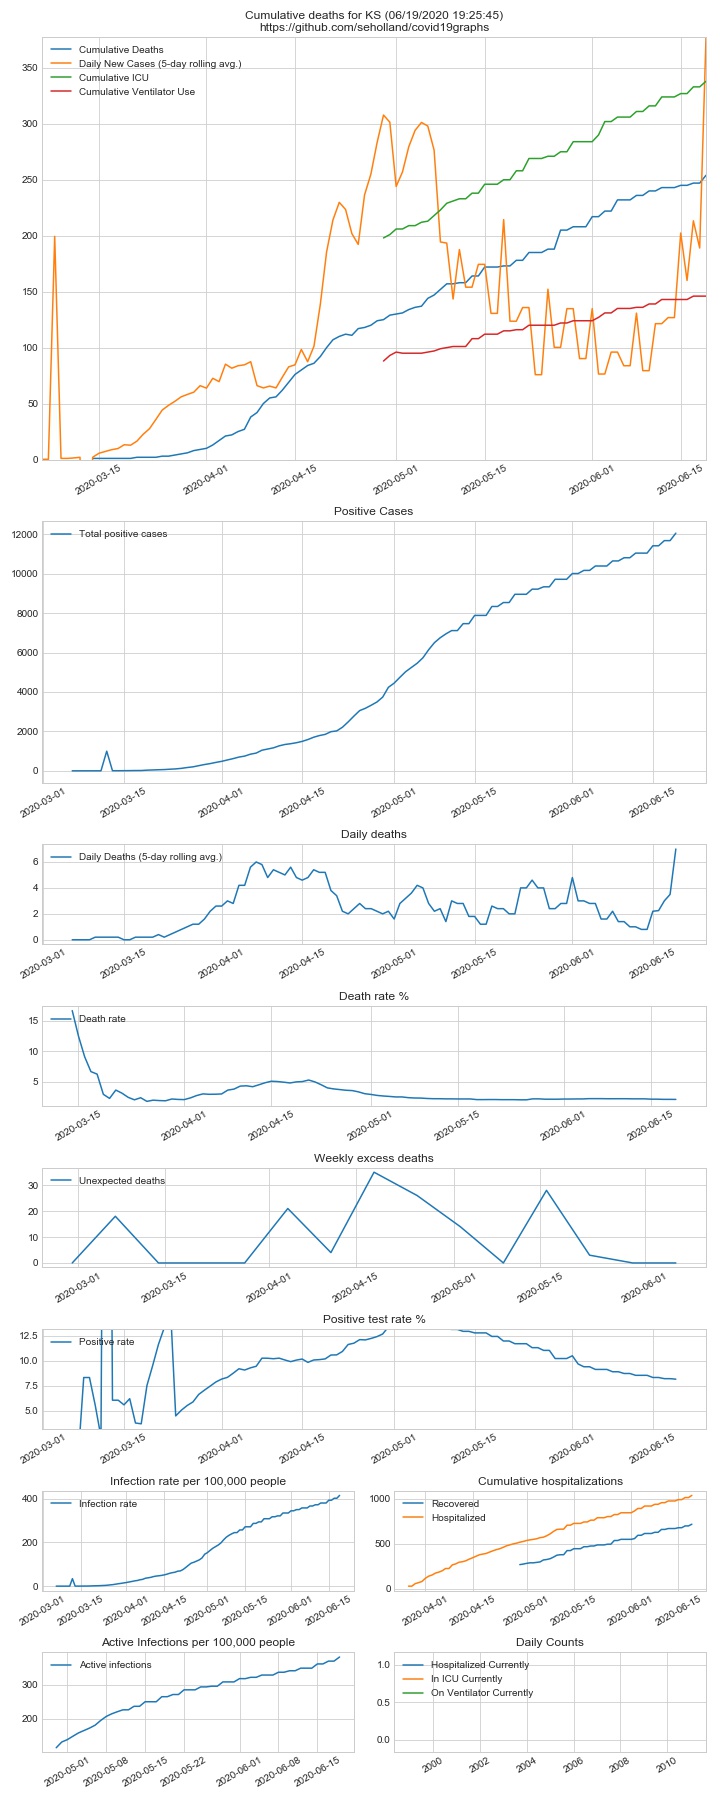 Cumulative deaths for KS (06/19/2020 19:25:45)
https://github.com/seholland/covid19graphs
Cumulative Deaths
Daily New Cases (5-day rolling avg.)
Cumulative ICU
Cumulative Ventilator Use
350
300
250
200
150
100
50
0
2020-03-15 2020-04-01 2020-04-15 2020-05-01 2020-05-15 2020-06-01 2020-06-15
Positive Cases
Total positive cases
12000
10000
8000
6000
4000
2000
0
2020-03-01 2020-03-15 2020-04-01 2020-04-15 2020-05-01 2020-05-15 2020-06-01 2020-06-15
Daily deaths
Daily Deaths (5-day rolling avg.)
6
4
2
0
2020-03-01 2020-03-15 2020-04-01 2020-04-15 2020-05-01 2020-05-15 2020-06-01 2020-06-15
Death rate %
Death rate
15
10
5
2020-03-15 2020-04-01 2020-04-15 2020-05-01 2020-05-15 2020-06-01 2020-06-15
Weekly excess deaths
Unexpected deaths
30
20
10
0
2020-03-01 2020-03-15 2020-04-01 2020-04-15 2020-05-01 2020-05-15 2020-06-01
Positive test rate %
Positive rate
12.5
10.0
7.5
5.0
2020-03-01 2020-03-15 2020-04-01 2020-04-15 2020-05-01 2020-05-15 2020-06-01 2020-06-15
Infection rate per 100,000 people
Infection rate
400
200
0
2020-03-01 2020-03-15 2020-04-01 2020-04-15 2020-05-01 2020-05-15 2020-06-01 2020-06-15
Cumulative hospitalizations
Recovered
Hospitalized
1000
500
0
2020-04-01 2020-04-15 2020-05-01 2020-05-15 2020-06-01 2020-06-15
Active Infections per 100,000 people
Active infections
300
200
2020-05-01 2020-05-08 2020-05-15 2020-05-22 2020-06-01 2020-06-08 2020-06-15
Daily Counts
Hospitalized Currently
In ICU Currently
On Ventilator Currently
1.0
0.5
0.0
2000 2002 2004 2006 2008 2010